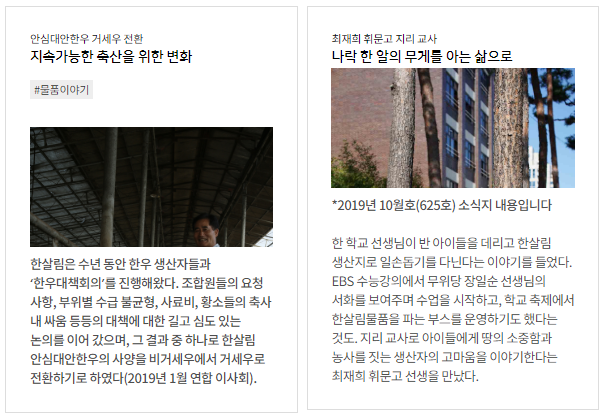 안심대안한우 거세우 전환
지속가능한 축산을 위한 변화
#물품이야기
한살림은 수년 동안 한우 생산자들과
‘한우대책회의’를 진행해왔다. 조합원들의 요청
사항, 부위별 수급 불균형, 사료비, 황소들의 축사
내 싸움 등등의 대책에 대한 길고 심도 있는
논의를 이어 갔으며, 그 결과 중 하나로 한살림
안심대안한우의 사양을 비거세우에서 거세우로
전환하기로 하였다(2019년 1월 연합 이사회).
최재희 휘문고 지리 교사
나락 한 알의 무게를 아는 삶으로
*2019년 10월호(625호) 소식지 내용입니다
한 학교 선생님이 반 아이들을 데리고 한살림
생산지로 일손돕기를 다닌다는 이야기를 들었다.
EBS 수능강의에서 무위당 장일순 선생님의
서화를 보여주며 수업을 시작하고, 학교 축제에서
한살림물품을 파는 부스를 운영하기도 했다는
것도. 지리 교사로 아이들에게 땅의 소중함과
농사를 짓는 생산자의 고마움을 이야기한다는
최재희 휘문고 선생을 만났다.